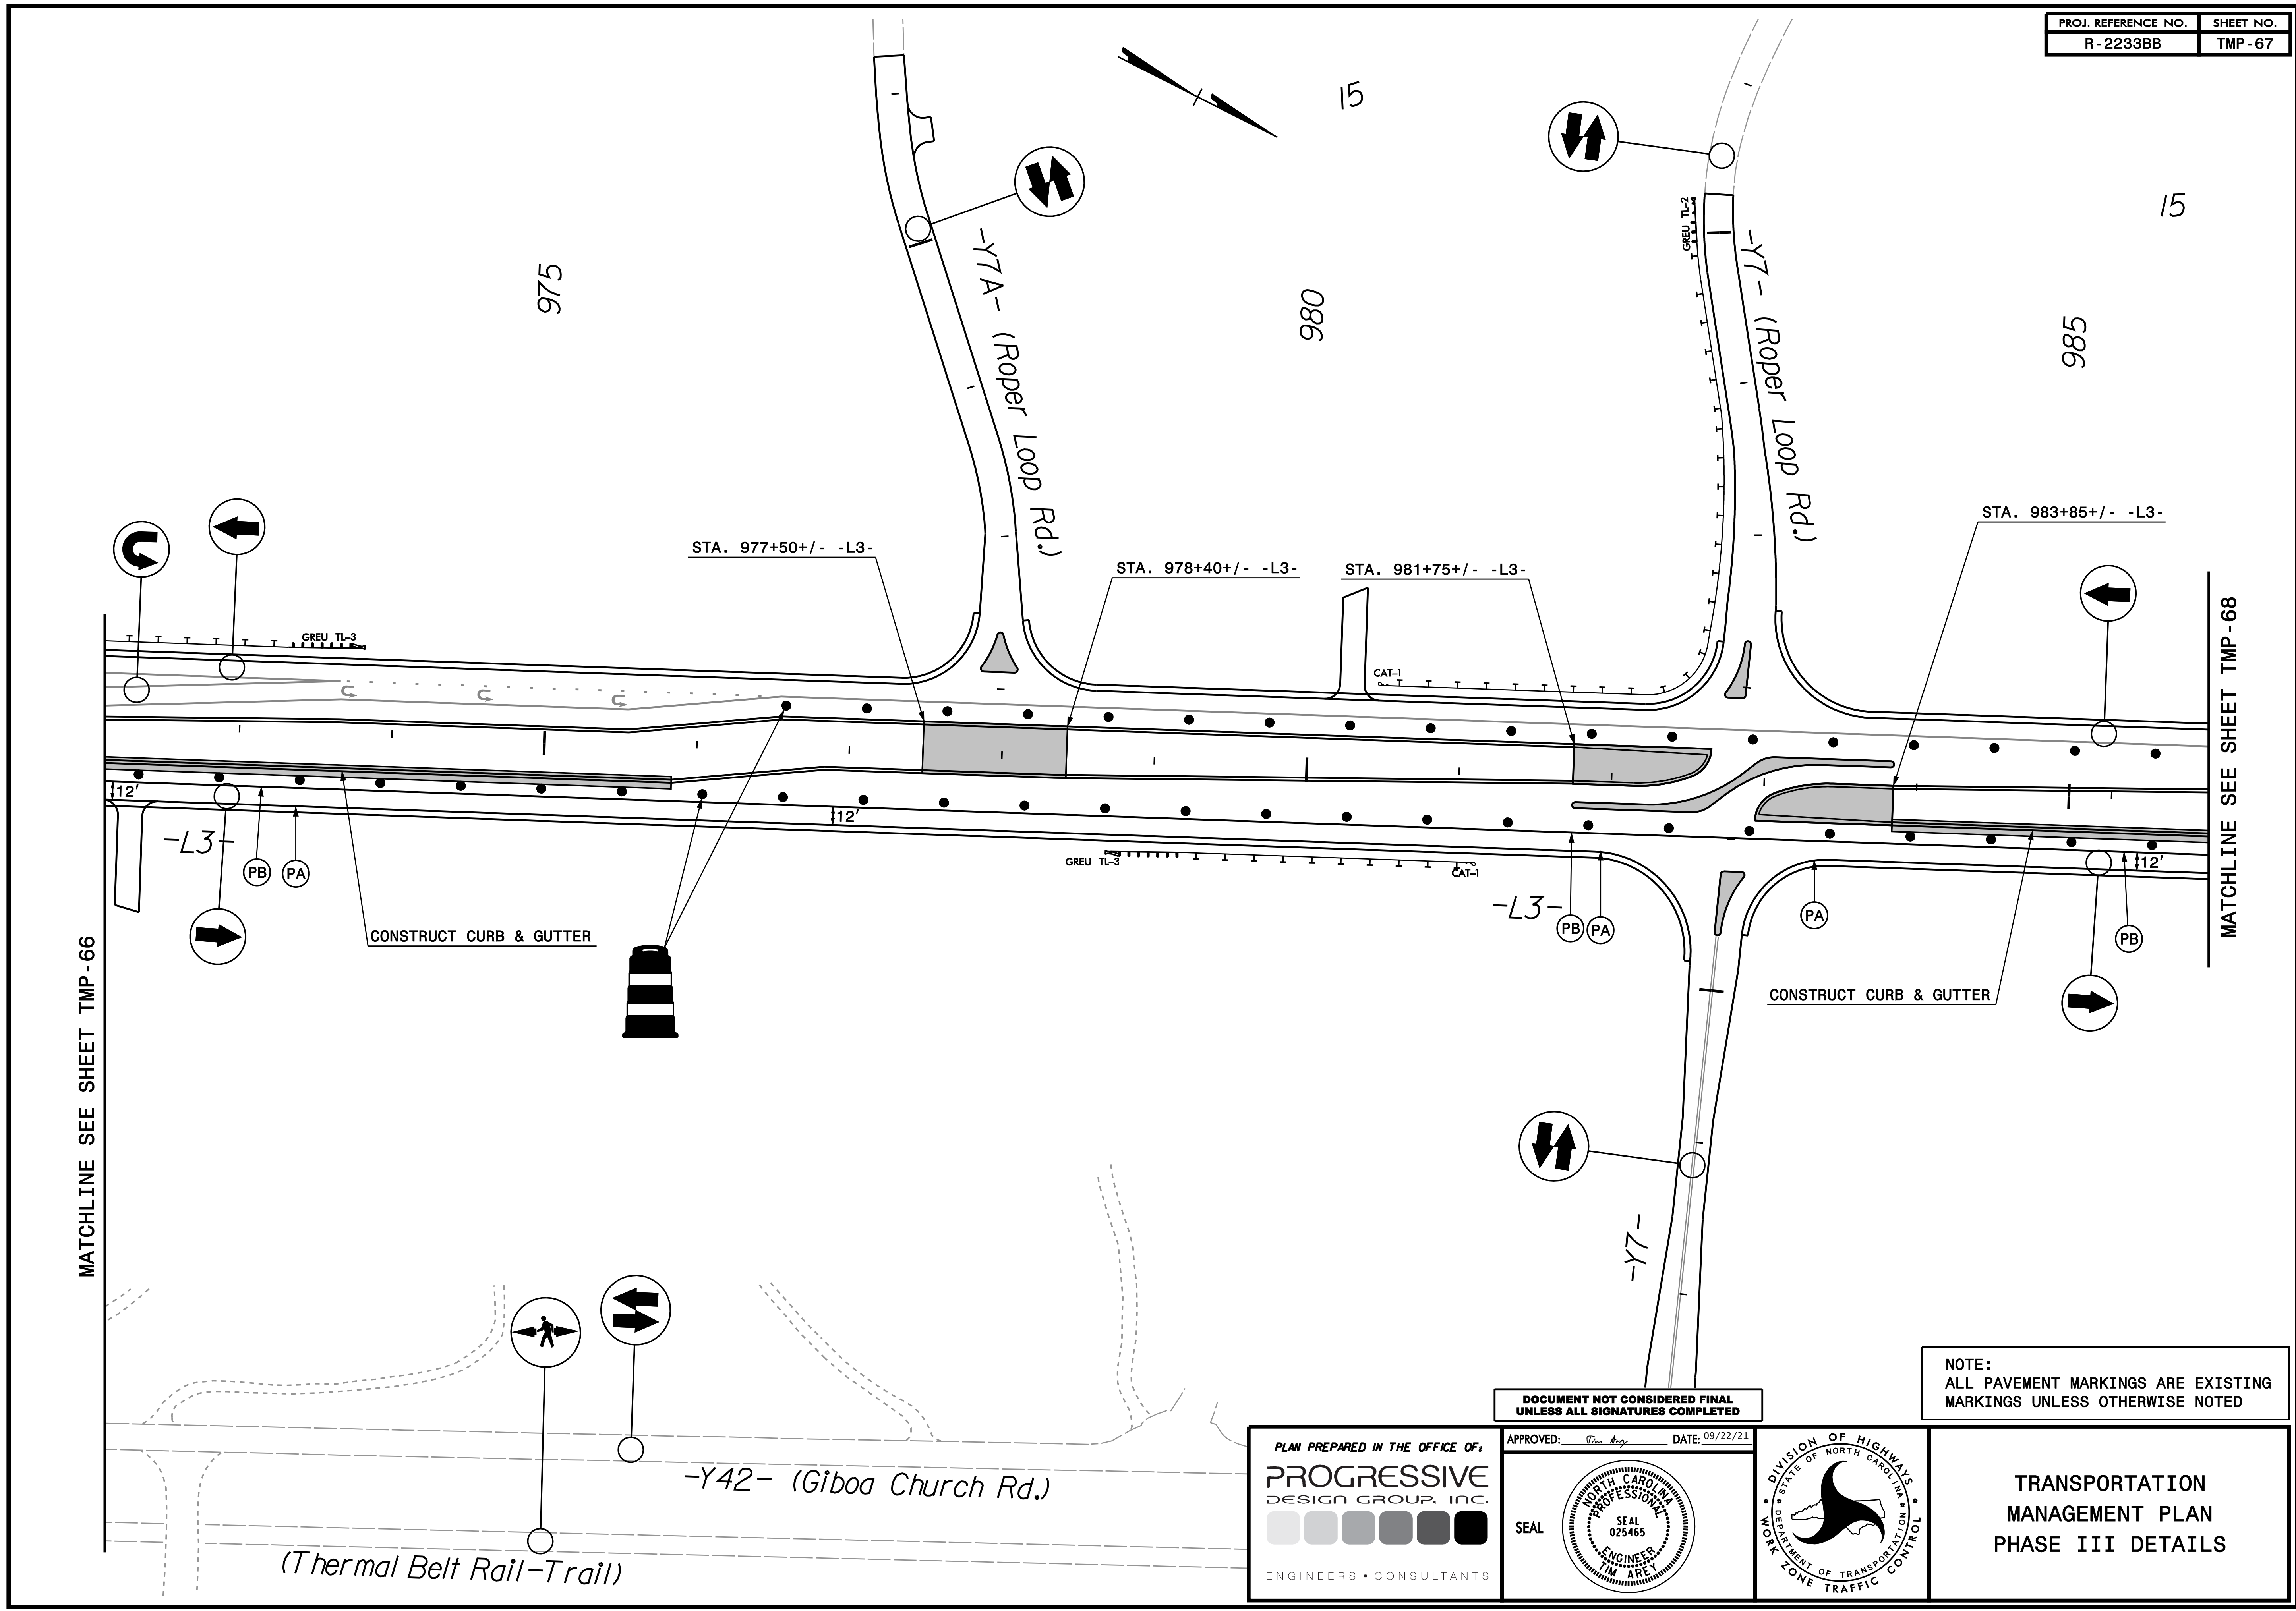 PROJ. REFERENCE NO. SHEET NO.
R-2233BB TMP-67
15
15
975
980
985
-Y7A- (Roper Loop Rd.)
-Y7- (Roper Loop Rd.)
GREU TL-2
STA. 977+50+/- -L3-
STA. 978+40+/- -L3-
STA. 981+75+/- -L3-
STA. 983+85+/- -L3-
GREU TL-3
CAT-1
12'
12'
12'
-L3-
PB PA
GREU TL-3
CAT-1
-L3-
PB PA
PA
PB
CONSTRUCT CURB & GUTTER
CONSTRUCT CURB & GUTTER
MATCHLINE SEE SHEET TMP-66
MATCHLINE SEE SHEET TMP-68
-Y7-
-Y42- (Giboa Church Rd.)
(Thermal Belt Rail-Trail)
NOTE:
ALL PAVEMENT MARKINGS ARE EXISTING
MARKINGS UNLESS OTHERWISE NOTED
DOCUMENT NOT CONSIDERED FINAL
UNLESS ALL SIGNATURES COMPLETED
PLAN PREPARED IN THE OFFICE OF:
PROGRESSIVE
DESIGN GROUP, INC.
ENGINEERS • CONSULTANTS
APPROVED: Tim Arey DATE: 09/22/21
SEAL
NORTH CAROLINA
PROFESSIONAL
SEAL
025465
ENGINEER
TIM AREY
DIVISION OF HIGHWAYS
STATE OF NORTH CAROLINA
DEPARTMENT OF TRANSPORTATION
WORK ZONE TRAFFIC CONTROL
TRANSPORTATION
MANAGEMENT PLAN
PHASE III DETAILS